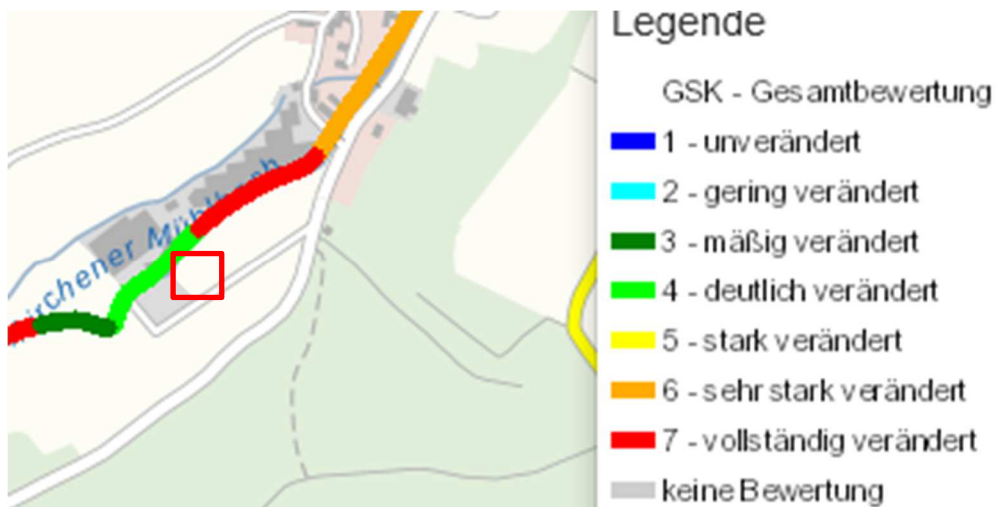 Legende
GSK - Gesamtbewertung
1 - unverändert
2 - gering verändert
3 - mäßig verändert
4 - deutlich verändert
5 - stark verändert
6 - sehr stark verändert
7 - vollständig verändert
keine Bewertung